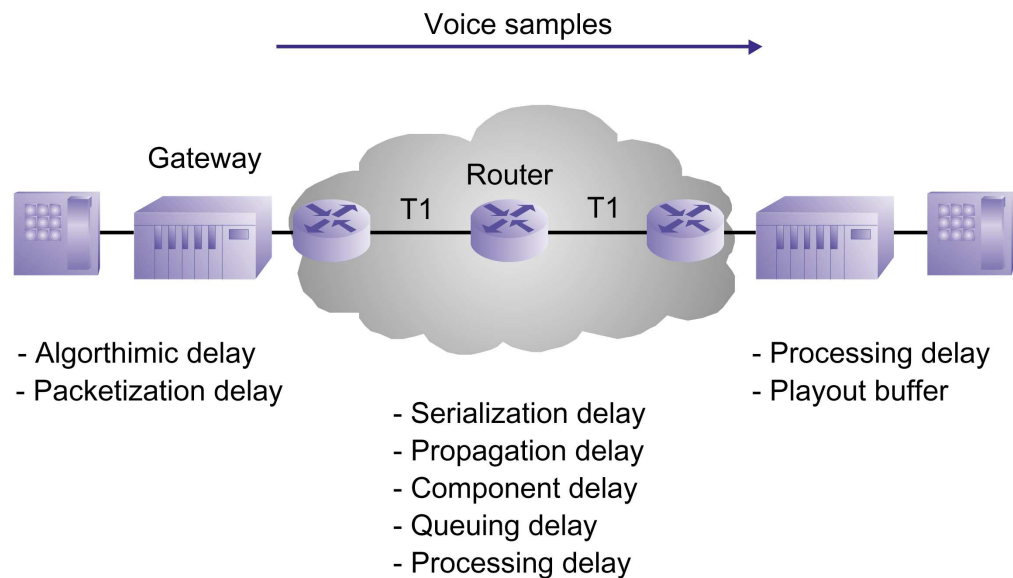 Voice samples
Gateway
Router
T1
T1
- Algorthimic delay
- Packetization delay
- Processing delay
- Playout buffer
- Serialization delay
- Propagation delay
- Component delay
- Queuing delay
- Processing delay